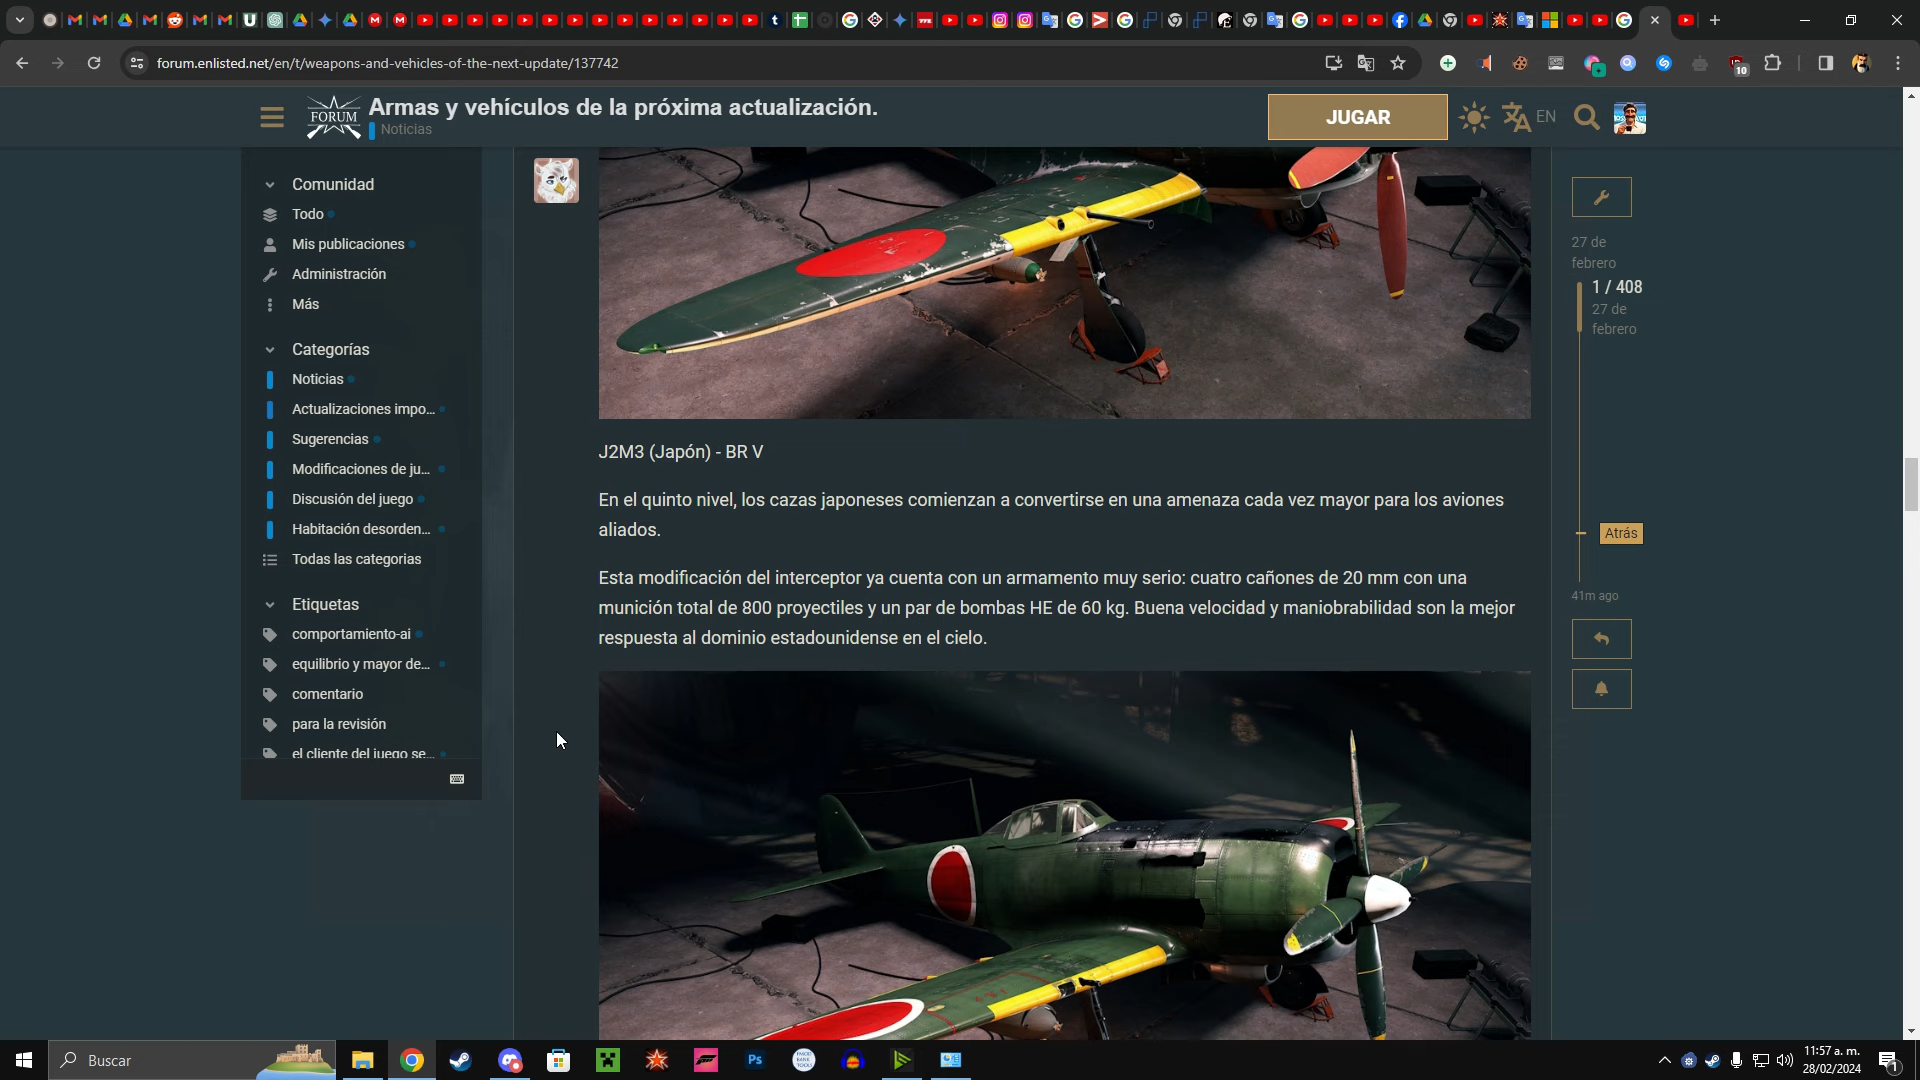 10
forum.enlisted.net/en/t/weapons-and-vehicles-of-the-next-update/137742
FORUM
Armas y vehículos de la próxima actualización.
Noticias
JUGAR
EN
Comunidad
Todo
Mis publicaciones
Administración
Más
Categorías
Noticias
Actualizaciones impo...
Sugerencias
Modificaciones de ju...
Discusión del juego
Habitación desorden...
Todas las categorias
Etiquetas
comportamiento-ai
equilibrio y mayor de...
comentario
para la revisión
el cliente del juego se...
J2M3 (Japón) - BR V
En el quinto nivel, los cazas japoneses comienzan a convertirse en una amenaza cada vez mayor para los aviones
aliados.
Esta modificación del interceptor ya cuenta con un armamento muy serio: cuatro cañones de 20 mm con una
munición total de 800 proyectiles y un par de bombas HE de 60 kg. Buena velocidad y maniobrabilidad son la mejor
respuesta al dominio estadounidense en el cielo.
27 de
febrero
1 / 408
27 de
febrero
Atrás
41m ago
Buscar
Ps
11:57 a. m.
28/02/2024
1